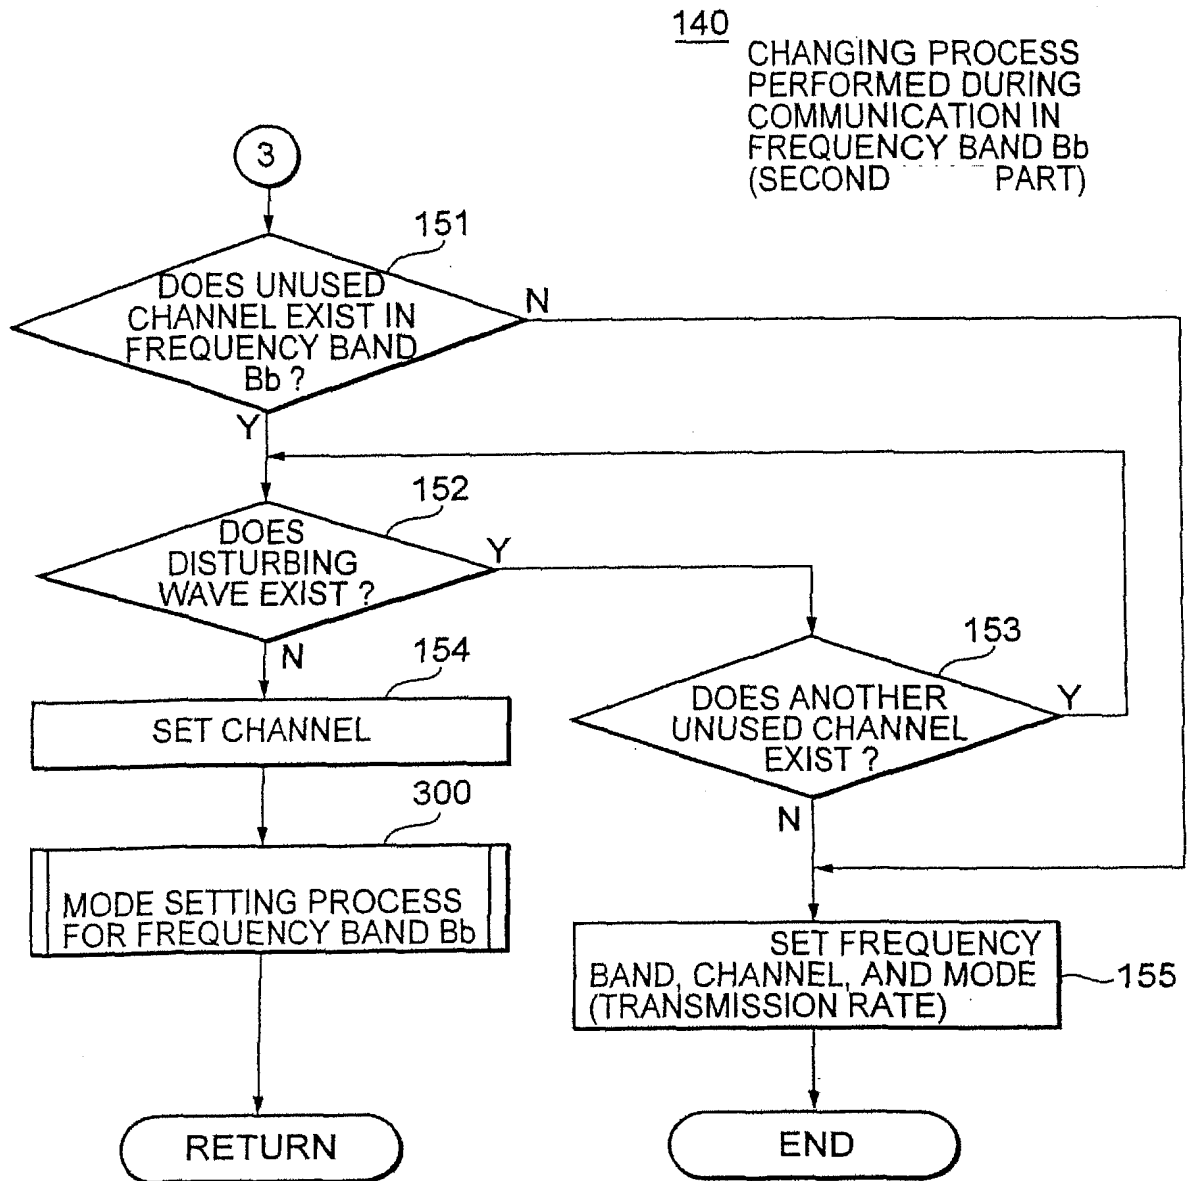 140
CHANGING PROCESS
PERFORMED DURING
COMMUNICATION IN
FREQUENCY BAND Bb
(SECOND PART)
3
151
DOES UNUSED
CHANNEL EXIST IN
FREQUENCY BAND
Bb ?
N
Y
152
DOES
DISTURBING
WAVE EXIST ?
Y
N
153
DOES ANOTHER
UNUSED CHANNEL
EXIST ?
Y
N
154
SET CHANNEL
300
MODE SETTING PROCESS
FOR FREQUENCY BAND Bb
SET FREQUENCY
BAND, CHANNEL, AND MODE
(TRANSMISSION RATE)
155
RETURN
END